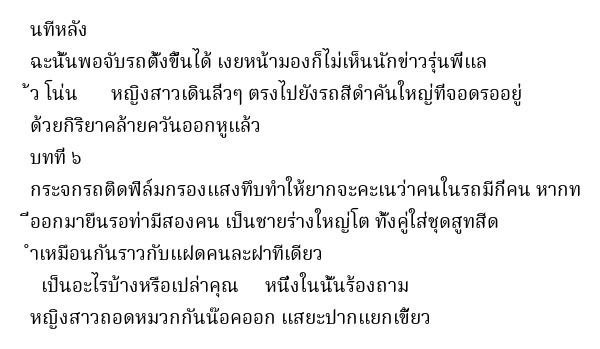 นทีหลัง
ฉะนั้นพอจับรถตั้งขึ้นได้ เงยหน้ามองก็ไม่เห็นนักข่าวรุ่นพี่แล
้ว โน่น หญิงสาวเดินลิ่วๆ ตรงไปยังรถสีดำคันใหญ่ที่จอดรออยู่
ด้วยกิริยาคล้ายควันออกหูแล้ว
บทที่ ๖
กระจกรถติดฟิล์มกรองแสงทึบทำให้ยากจะคะเนว่าคนในรถมีกี่คน หากท
ี่ออกมายืนรอท่ามีสองคน เป็นชายร่างใหญ่โต ทั้งคู่ใส่ชุดสูทสีด
ำเหมือนกันราวกับแฝดคนละฝาทีเดียว
เป็นอะไรบ้างหรือเปล่าคุณ หนึ่งในนั้นร้องถาม
หญิงสาวถอดหมวกกันน๊อคออก แสยะปากแยกเขี้ยว